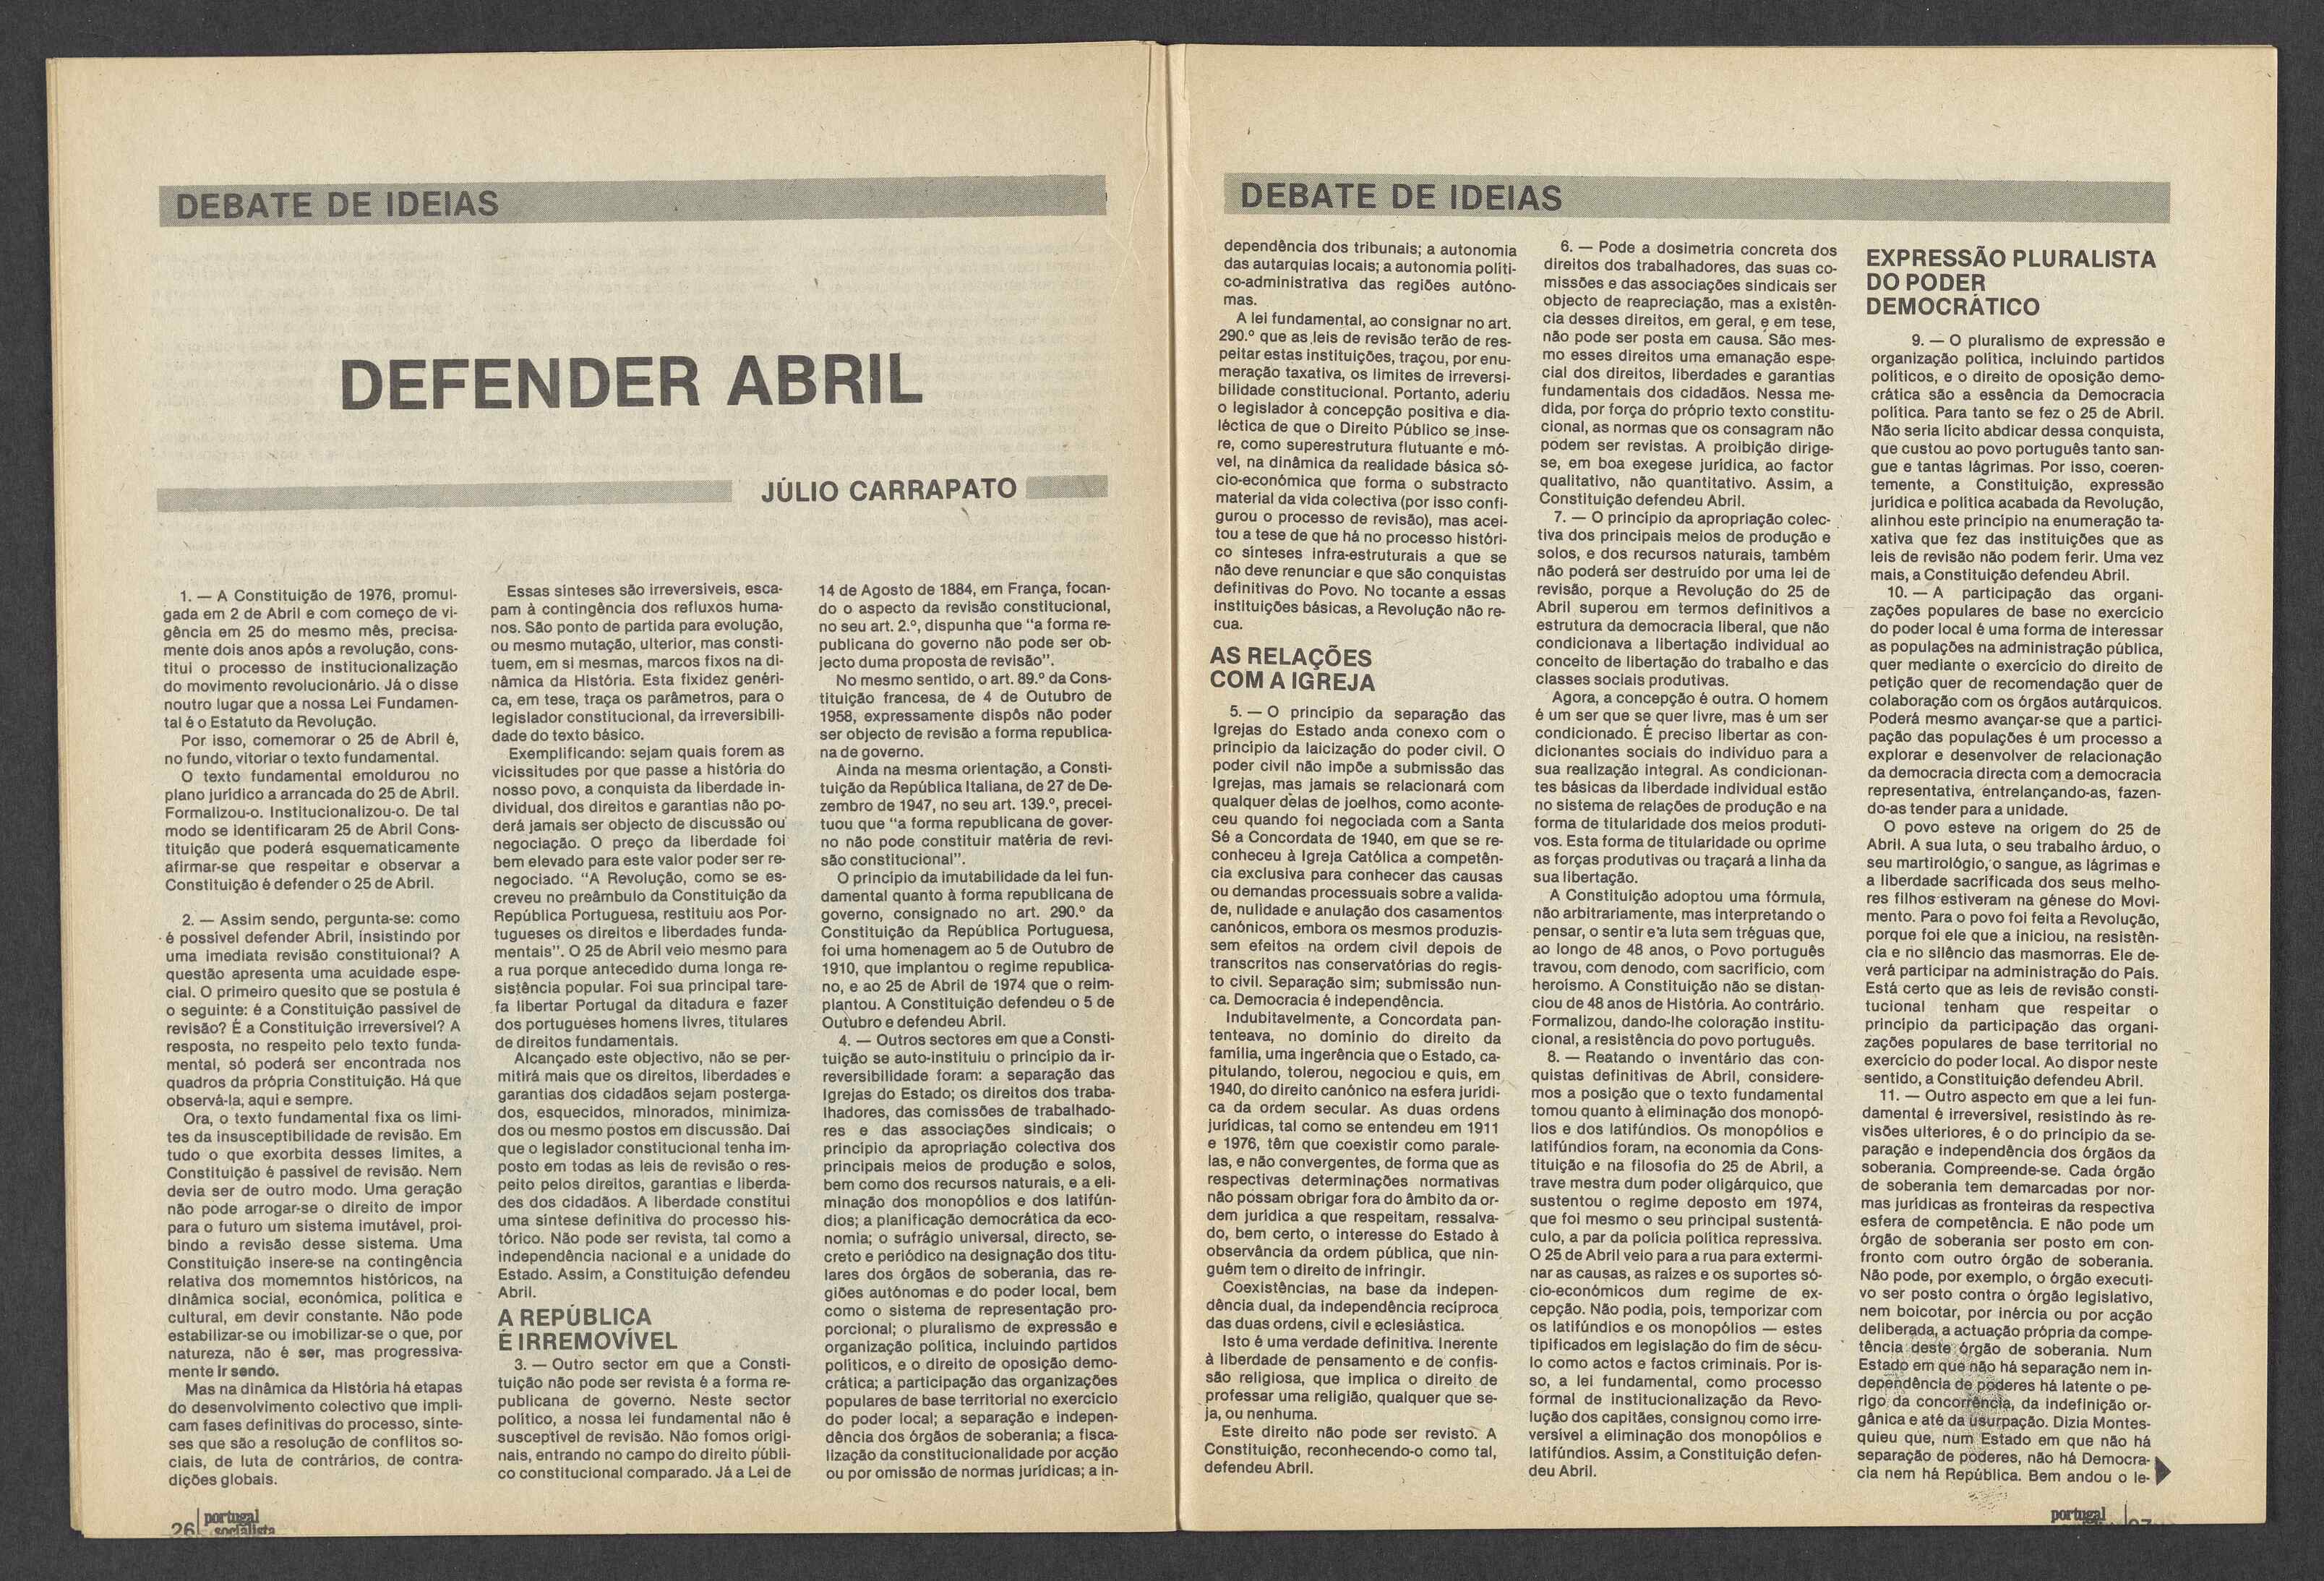 DEBATE DE IDEIAS
DEFENDER ABRIL
JÚLIO CARRAPATO
1. — A Constituição de 1976, promul-
gada em 2 de Abril e com começo de vi-
gência em 25 do mesmo mês, precisa-
mente dois anos após a revolução, cons-
titui o processo de institucionalização
do movimento revolucionário. Já o disse
noutro lugar que a nossa Lei Fundamen-
tal é o Estatuto da Revolução.
Por isso, comemorar o 25 de Abril é,
no fundo, vitoriar o texto fundamental.
O texto fundamental emoldurou no
plano jurídico a arrancada do 25 de Abril.
Formalizou-o. Institucionalizou-o. De tal
modo se identificaram 25 de Abril Cons-
tituição que poderá esquematicamente
afirmar-se que respeitar e observar a
Constituição é defender o 25 de Abril.
2. — Assim sendo, pergunta-se: como
é possível defender Abril, insistindo por
uma imediata revisão constituional? A
questão apresenta uma acuidade espe-
cial. O primeiro quesito que se postula é
o seguinte: é a Constituição passível de
revisão? É a Constituição irreversível? A
resposta, no respeito pelo texto funda-
mental, só poderá ser encontrada nos
quadros da própria Constituição. Há que
observá-la, aqui e sempre.
Ora, o texto fundamental fixa os limi-
tes da insusceptibilidade de revisão. Em
tudo o que exorbita desses limites, a
Constituição é passível de revisão. Nem
devia ser de outro modo. Uma geração
não pode arrogar-se o direito de impor
para o futuro um sistema imutável, proi-
bindo a revisão desse sistema. Uma
Constituição insere-se na contingência
relativa dos momemntos históricos, na
dinâmica social, económica, política e
cultural, em devir constante. Não pode
estabilizar-se ou imobilizar-se o que, por
natureza, não é ser, mas progressiva-
mente ir sendo.
Mas na dinâmica da História há etapas
do desenvolvimento colectivo que impli-
cam fases definitivas do processo, sínte-
ses que são a resolução de conflitos so-
ciais, de luta de contrários, de contra-
dições globais.
Essas sínteses são irreversíveis, esca-
pam à contingência dos refluxos huma-
nos. São ponto de partida para evolução,
ou mesmo mutação, ulterior, mas consti-
tuem, em si mesmas, marcos fixos na di-
nâmica da História. Esta fixidez genéri-
ca, em tese, traça os parâmetros, para o
legislador constitucional, da irreversibili-
dade do texto básico.
Exemplificando: sejam quais forem as
vicissitudes por que passe a história do
nosso povo, a conquista da liberdade in-
dividual, dos direitos e garantias não po-
derá jamais ser objecto de discussão ou
negociação. O preço da liberdade foi
bem elevado para este valor poder ser re-
negociado. "A Revolução, como se es-
creveu no preâmbulo da Constituição da
República Portuguesa, restituiu aos Por-
tugueses os direitos e liberdades funda-
mentais". O 25 de Abril veio mesmo para
a rua porque antecedido duma longa re-
sistência popular. Foi sua principal tare-
fa libertar Portugal da ditadura e fazer
dos portugueses homens livres, titulares
de direitos fundamentais.
Alcançado este objectivo, não se per-
mitirá mais que os direitos, liberdades e
garantias dos cidadãos sejam posterga-
dos, esquecidos, minorados, minimiza-
dos ou mesmo postos em discussão. Daí
que o legislador constitucional tenha im-
posto em todas as leis de revisão o res-
peito pelos direitos, garantias e liberda-
des dos cidadãos. A liberdade constitui
uma síntese definitiva do processo his-
tórico. Não pode ser revista, tal como a
independência nacional e a unidade do
Estado. Assim, a Constituição defendeu
Abril.
A REPÚBLICA
É IRREMOVÍVEL
3. — Outro sector em que a Consti-
tuição não pode ser revista é a forma re-
publicana de governo. Neste sector
político, a nossa lei fundamental não é
susceptível de revisão. Não fomos origi-
nais, entrando no campo do direito públi-
co constitucional comparado. Já a Lei de
14 de Agosto de 1884, em França, focan-
do o aspecto da revisão constitucional,
no seu art. 2.º, dispunha que "a forma re-
publicana do governo não pode ser ob-
jecto duma proposta de revisão".
No mesmo sentido, o art. 89.º da Cons-
tituição francesa, de 4 de Outubro de
1958, expressamente dispôs não poder
ser objecto de revisão a forma republica-
na de governo.
Ainda na mesma orientação, a Consti-
tuição da República Italiana, de 27 de De-
zembro de 1947, no seu art. 139.º, precei-
tuou que "a forma republicana de gover-
no não pode constituir matéria de revi-
são constitucional".
O princípio da imutabilidade da lei fun-
damental quanto à forma republicana de
governo, consignado no art. 290.º da
Constituição da República Portuguesa,
foi uma homenagem ao 5 de Outubro de
1910, que implantou o regime republica-
no, e ao 25 de Abril de 1974 que o reim-
plantou. A Constituição defendeu o 5 de
Outubro e defendeu Abril.
4. — Outros sectores em que a Consti-
tuição se auto-instituiu o princípio da ir-
reversibilidade foram: a separação das
Igrejas do Estado; os direitos dos traba-
lhadores, das comissões de trabalhado-
res e das associações sindicais; o
princípio da apropriação colectiva dos
principais meios de produção e solos,
bem como dos recursos naturais, e a eli-
minação dos monopólios e dos latifún-
dios; a planificação democrática da eco-
nomia; o sufrágio universal, directo, se-
creto e periódico na designação dos titu-
lares dos órgãos de soberania, das re-
giões autónomas e do poder local, bem
como o sistema de representação pro-
porcional; o pluralismo de expressão e
organização política, incluindo partidos
políticos, e o direito de oposição demo-
crática; a participação das organizações
populares de base territorial no exercício
do poder local; a separação e indepen-
dência dos órgãos de soberania; a fisca-
lização da constitucionalidade por acção
ou por omissão de normas jurídicas; a in-
26 portugal
socialista
DEBATE DE IDEIAS
dependência dos tribunais; a autonomia
das autarquias locais; a autonomia políti-
co-administrativa das regiões autóno-
mas.
A lei fundamental, ao consignar no art.
290.º que as leis de revisão terão de res-
peitar estas instituições, traçou, por enu-
meração taxativa, os limites de irreversi-
bilidade constitucional. Portanto, aderiu
o legislador à concepção positiva e dia-
léctica de que o Direito Público se inse-
re, como superestrutura flutuante e mó-
vel, na dinâmica da realidade básica só-
cio-económica que forma o substracto
material da vida colectiva (por isso confi-
gurou o processo de revisão), mas acei-
tou a tese de que há no processo históri-
co sínteses infra-estruturais a que se
não deve renunciar e que são conquistas
definitivas do Povo. No tocante a essas
instituições básicas, a Revolução não re-
cua.
AS RELAÇÕES
COM A IGREJA
5. — O princípio da separação das
Igrejas do Estado anda conexo com o
princípio da laicização do poder civil. O
poder civil não impõe a submissão das
Igrejas, mas jamais se relacionará com
qualquer delas de joelhos, como aconte-
ceu quando foi negociada com a Santa
Sé a Concordata de 1940, em que se re-
conheceu à Igreja Católica a competên-
cia exclusiva para conhecer das causas
ou demandas processuais sobre a valida-
de, nulidade e anulação dos casamentos
canónicos, embora os mesmos produzis-
sem efeitos na ordem civil depois de
transcritos nas conservatórias do regis-
to civil. Separação sim; submissão nun-
ca. Democracia é independência.
Indubitavelmente, a Concordata pan-
tenteava, no domínio do direito da
família, uma ingerência que o Estado, ca-
pitulando, tolerou, negociou e quis, em
1940, do direito canónico na esfera jurídi-
ca da ordem secular. As duas ordens
jurídicas, tal como se entendeu em 1911
e 1976, têm que coexistir como parale-
las, e não convergentes, de forma que as
respectivas determinações normativas
não possam obrigar fora do âmbito da or-
dem jurídica a que respeitam, ressalva-
do, bem certo, o interesse do Estado à
observância da ordem pública, que nin-
guém tem o direito de infringir.
Coexistências, na base da indepen-
dência dual, da independência recíproca
das duas ordens, civil e eclesiástica.
Isto é uma verdade definitiva. Inerente
à liberdade de pensamento e de confis-
são religiosa, que implica o direito de
professar uma religião, qualquer que se-
ja, ou nenhuma.
Este direito não pode ser revisto. A
Constituição, reconhecendo-o como tal,
defendeu Abril.
6. — Pode a dosimetria concreta dos
direitos dos trabalhadores, das suas co-
missões e das associações sindicais ser
objecto de reapreciação, mas a existên-
cia desses direitos, em geral, e em tese,
não pode ser posta em causa. São mes-
mo esses direitos uma emanação espe-
cial dos direitos, liberdades e garantias
fundamentais dos cidadãos. Nessa me-
dida, por força do próprio texto constitu-
cional, as normas que os consagram não
podem ser revistas. A proibição dirige-
se, em boa exegese jurídica, ao factor
qualitativo, não quantitativo. Assim, a
Constituição defendeu Abril.
7. — O princípio da apropriação colec-
tiva dos principais meios de produção e
solos, e dos recursos naturais, também
não poderá ser destruído por uma lei de
revisão, porque a Revolução do 25 de
Abril superou em termos definitivos a
estrutura da democracia liberal, que não
condicionava a libertação individual ao
conceito de libertação do trabalho e das
classes sociais produtivas.
Agora, a concepção é outra. O homem
é um ser que se quer livre, mas é um ser
condicionado. É preciso libertar as con-
dicionantes sociais do indivíduo para a
sua realização integral. As condicionan-
tes básicas da liberdade individual estão
no sistema de relações de produção e na
forma de titularidade dos meios produti-
vos. Esta forma de titularidade ou oprime
as forças produtivas ou traçará a linha da
sua libertação.
A Constituição adoptou uma fórmula,
não arbitrariamente, mas interpretando o
pensar, o sentir e a luta sem tréguas que,
ao longo de 48 anos, o Povo português
travou, com denodo, com sacrifício, com
heroísmo. A Constituição não se distan-
ciou de 48 anos de História. Ao contrário.
Formalizou, dando-lhe coloração institu-
cional, a resistência do povo português.
8. — Reatando o inventário das con-
quistas definitivas de Abril, considere-
mos a posição que o texto fundamental
tomou quanto à eliminação dos monopó-
lios e dos latifúndios. Os monopólios e
latifúndios foram, na economia da Cons-
tituição e na filosofia do 25 de Abril, a
trave mestra dum poder oligárquico, que
sustentou o regime deposto em 1974,
que foi mesmo o seu principal sustentá-
culo, a par da polícia política repressiva.
O 25 de Abril veio para a rua para extermi-
nar as causas, as raízes e os suportes só-
cio-económicos dum regime de ex-
cepção. Não podia, pois, temporizar com
os latifúndios e os monopólios — estes
tipificados em legislação do fim de sécu-
lo como actos e factos criminais. Por is-
so, a lei fundamental, como processo
formal de institucionalização da Revo-
lução dos capitães, consignou como irre-
versível a eliminação dos monopólios e
latifúndios. Assim, a Constituição defen-
deu Abril.
EXPRESSÃO PLURALISTA
DO PODER
DEMOCRÁTICO
9. — O pluralismo de expressão e
organização política, incluindo partidos
políticos, e o direito de oposição demo-
crática são a essência da Democracia
política. Para tanto se fez o 25 de Abril.
Não seria lícito abdicar dessa conquista,
que custou ao povo português tanto san-
gue e tantas lágrimas. Por isso, coeren-
temente, a Constituição, expressão
jurídica e política acabada da Revolução,
alinhou este princípio na enumeração ta-
xativa que fez das instituições que as
leis de revisão não podem ferir. Uma vez
mais, a Constituição defendeu Abril.
10. — A participação das organi-
zações populares de base no exercício
do poder local é uma forma de interessar
as populações na administração pública,
quer mediante o exercício do direito de
petição quer de recomendação quer de
colaboração com os órgãos autárquicos.
Poderá mesmo avançar-se que a partici-
pação das populações é um processo a
explorar e desenvolver de relacionação
da democracia directa com a democracia
representativa, entrelançando-as, fazen-
do-as tender para a unidade.
O povo esteve na origem do 25 de
Abril. A sua luta, o seu trabalho árduo, o
seu martirológio, o sangue, as lágrimas e
a liberdade sacrificada dos seus melho-
res filhos estiveram na génese do Movi-
mento. Para o povo foi feita a Revolução,
porque foi ele que a iniciou, na resistên-
cia e no silêncio das masmorras. Ele de-
verá participar na administração do País.
Está certo que as leis de revisão consti-
tucional tenham que respeitar o
princípio da participação das organi-
zações populares de base territorial no
exercício do poder local. Ao dispor neste
sentido, a Constituição defendeu Abril.
11. — Outro aspecto em que a lei fun-
damental é irreversível, resistindo às re-
visões ulteriores, é o do princípio da se-
paração e independência dos órgãos da
soberania. Compreende-se. Cada órgão
de soberania tem demarcadas por nor-
mas jurídicas as fronteiras da respectiva
esfera de competência. E não pode um
órgão de soberania ser posto em con-
fronto com outro órgão de soberania.
Não pode, por exemplo, o órgão executi-
vo ser posto contra o órgão legislativo,
nem boicotar, por inércia ou por acção
deliberada, a actuação própria da compe-
tência deste órgão de soberania. Num
Estado em que não há separação nem in-
dependência de poderes há latente o pe-
rigo da concorrência, da indefinição or-
gânica e até da usurpação. Dizia Montes-
quieu que, num Estado em que não há
separação de poderes, não há Democra-
cia nem há República. Bem andou o le-
portugal